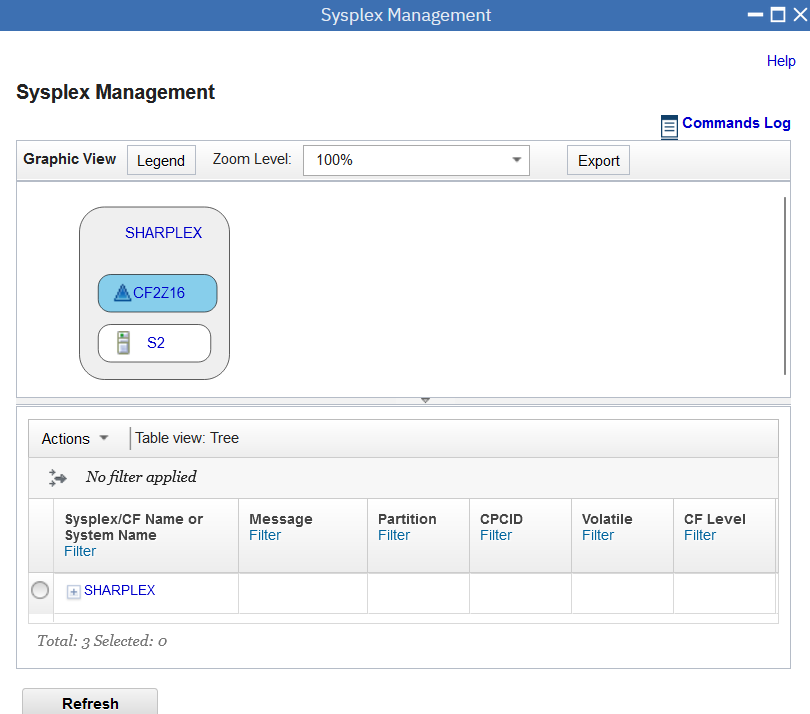 Sysplex Management
Help
Sysplex Management
Commands Log
Graphic View Legend Zoom Level: 100% Export
SHARPLEX
CF2Z16
S2
Actions Table view: Tree
No filter applied
Sysplex/CF Name or Message Partition CPCID Volatile CF Level
System Name Filter Filter Filter Filter Filter
Filter
SHARPLEX
Total: 3 Selected: 0
Refresh